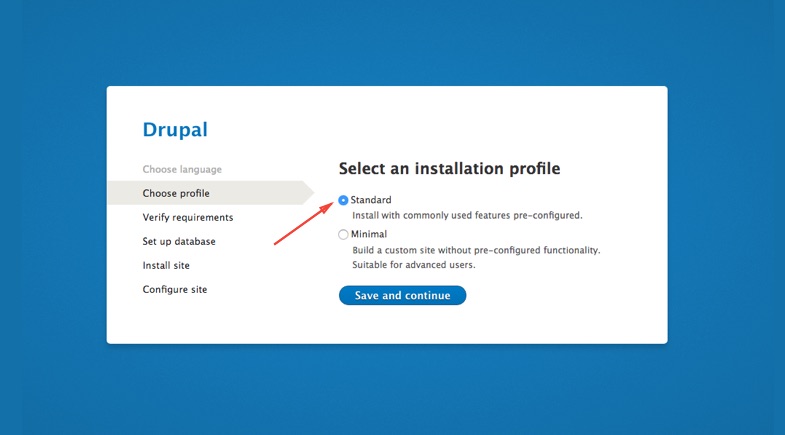 Drupal
Choose language
Choose profile
Verify requirements
Set up database
Install site
Configure site
Select an installation profile
Standard
Install with commonly used features pre-configured.
Minimal
Build a custom site without pre-configured functionality.
Suitable for advanced users.
Save and continue